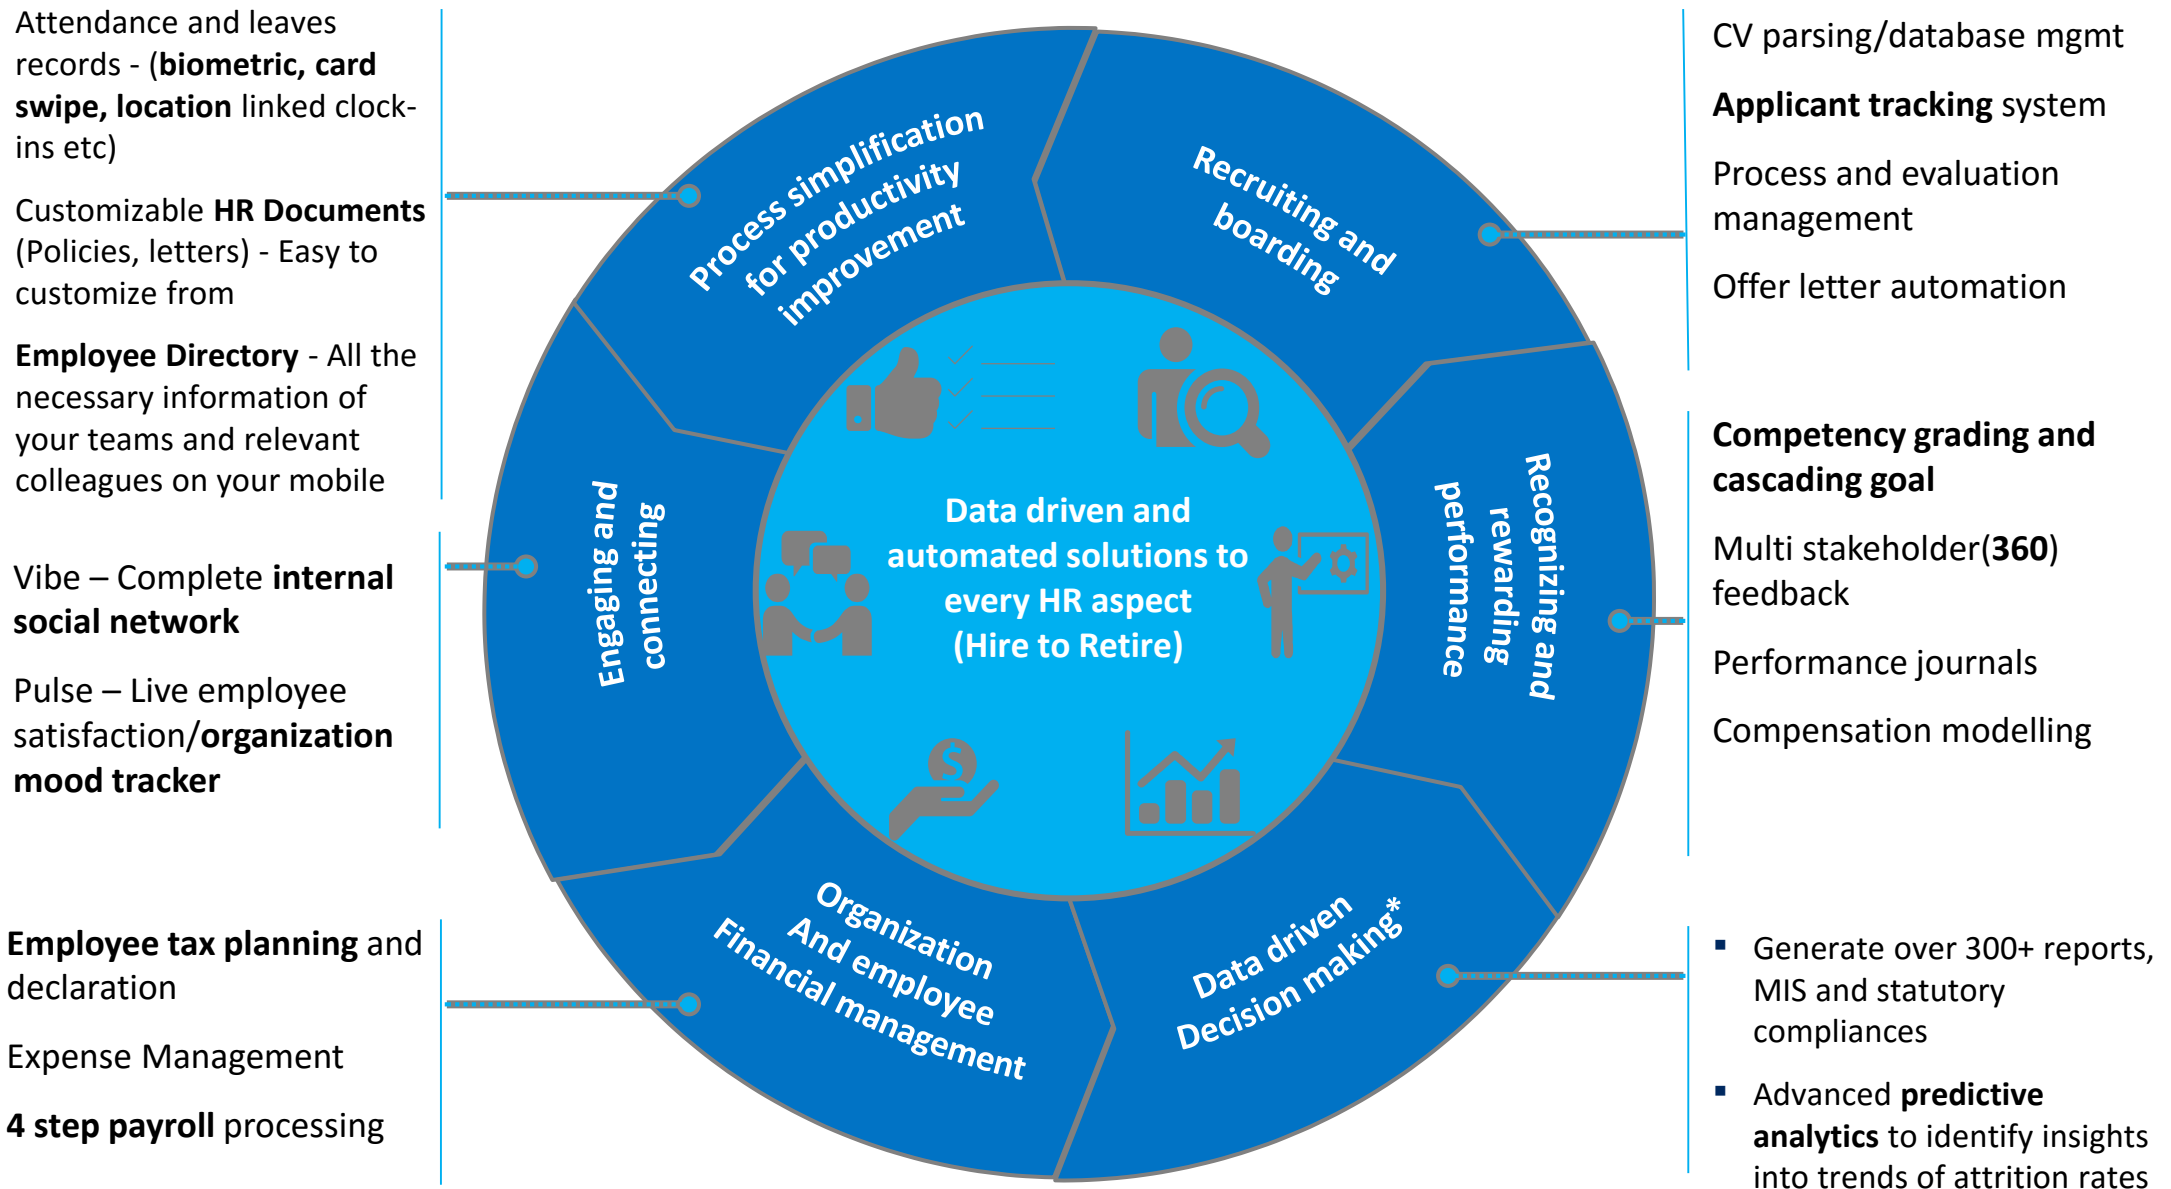 Attendance and leaves
records - (biometric, card
swipe, location linked clock-
ins etc)
Customizable HR Documents
(Policies, letters) - Easy to
customize from
Employee Directory - All the
necessary information of
your teams and relevant
colleagues on your mobile
Vibe – Complete internal
social network
Pulse – Live employee
satisfaction/organization
mood tracker
Employee tax planning and
declaration
Expense Management
4 step payroll processing
Process simplification
for productivity
improvement
Recruiting and
boarding
Recognizing and
rewarding
performance
Data driven
Decision making*
Organization
And employee
Financial management
Engaging and
connecting
Data driven and
automated solutions to
every HR aspect
(Hire to Retire)
$
CV parsing/database mgmt
Applicant tracking system
Process and evaluation
management
Offer letter automation
Competency grading and
cascading goal
Multi stakeholder(360)
feedback
Performance journals
Compensation modelling
▪ Generate over 300+ reports,
MIS and statutory
compliances
▪ Advanced predictive
analytics to identify insights
into trends of attrition rates